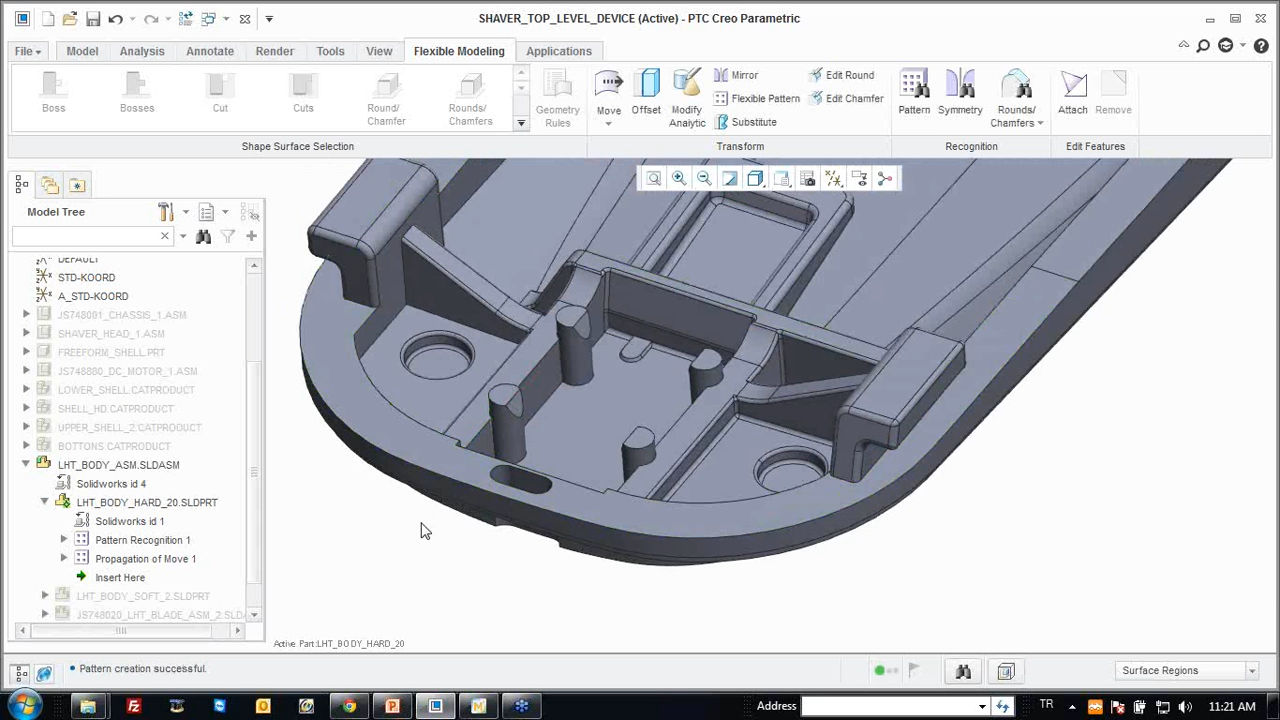 SHAVER_TOP_LEVEL_DEVICE (Active) - PTC Creo Parametric
File
Model
Analysis
Annotate
Render
Tools
View
Flexible Modeling
Applications
Boss
Bosses
Cut
Cuts
Round/
Chamfer
Rounds/
Chamfers
Geometry
Rules
Move
Offset
Modify
Analytic
Mirror
Flexible Pattern
Substitute
Edit Round
Edit Chamfer
Pattern
Symmetry
Rounds/
Chamfers
Attach
Remove
Shape Surface Selection
Transform
Recognition
Edit Features
Model Tree
DEFAULT
STD-KOORD
A_STD-KOORD
JS748001_CHASSIS_1.ASM
SHAVER_HEAD_1.ASM
FREEFORM_SHELL.PRT
JS748880_DC_MOTOR_1.ASM
LOWER_SHELL.CATPRODUCT
SHELL_HD.CATPRODUCT
UPPER_SHELL_2.CATPRODUCT
BOTTONS.CATPRODUCT
LHT_BODY_ASM.SLDASM
Solidworks id 4
LHT_BODY_HARD_20.SLDPRT
Solidworks id 1
Pattern Recognition 1
Propagation of Move 1
Insert Here
LHT_BODY_SOFT_2.SLDPRT
JS748020_LHT_BLADE_ASM_2.SLD
Active Part:LHT_BODY_HARD_20
Pattern creation successful.
Surface Regions
Address
TR
11:21 AM